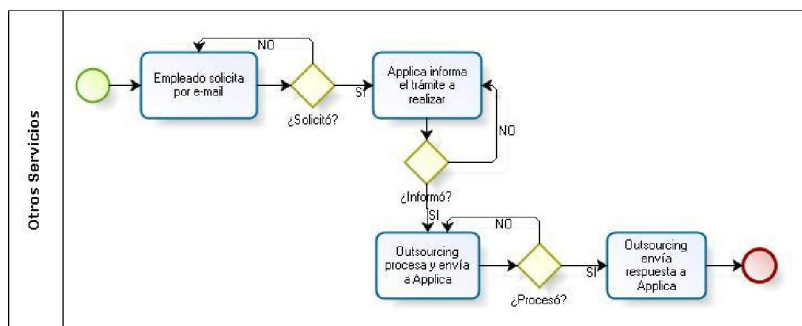 Otros Servicios
Empleado solicita
por e-mail
NO
¿Solicitó?
SI
Applica informa
el trámite a
realizar
NO
¿Informó?
SI
Outsourcing
procesa y envía
a Applica
NO
¿Procesó?
SI
Outsourcing
envía
respuesta a
Applica